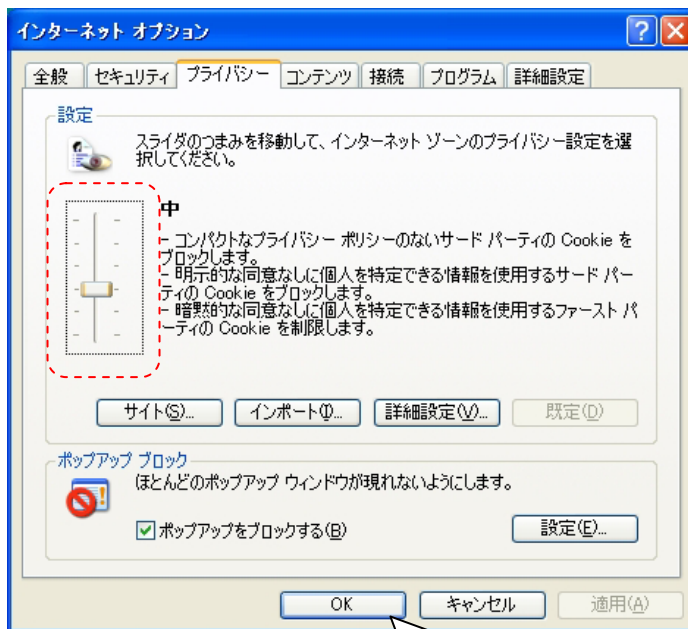 インターネット オプション
全般 セキュリティ プライバシー コンテンツ 接続 プログラム 詳細設定
設定
スライダのつまみを移動して、インターネット ゾーンのプライバシー設定を選
択してください。
中
- コンパクトなプライバシー ポリシーのないサード パーティの Cookie を
ブロックします。
- 明示的な同意なしに個人を特定できる情報を使用するサード パー
ティの Cookie をブロックします。
- 暗黙的な同意なしに個人を特定できる情報を使用するファースト パ
ーティの Cookie を制限します。
サイト(S)... インポート(I)... 詳細設定(V)... 既定(D)
ポップアップ ブロック
ほとんどのポップアップ ウィンドウが現れないようにします。
ポップアップをブロックする(B) 設定(E)...
OK キャンセル 適用(A)